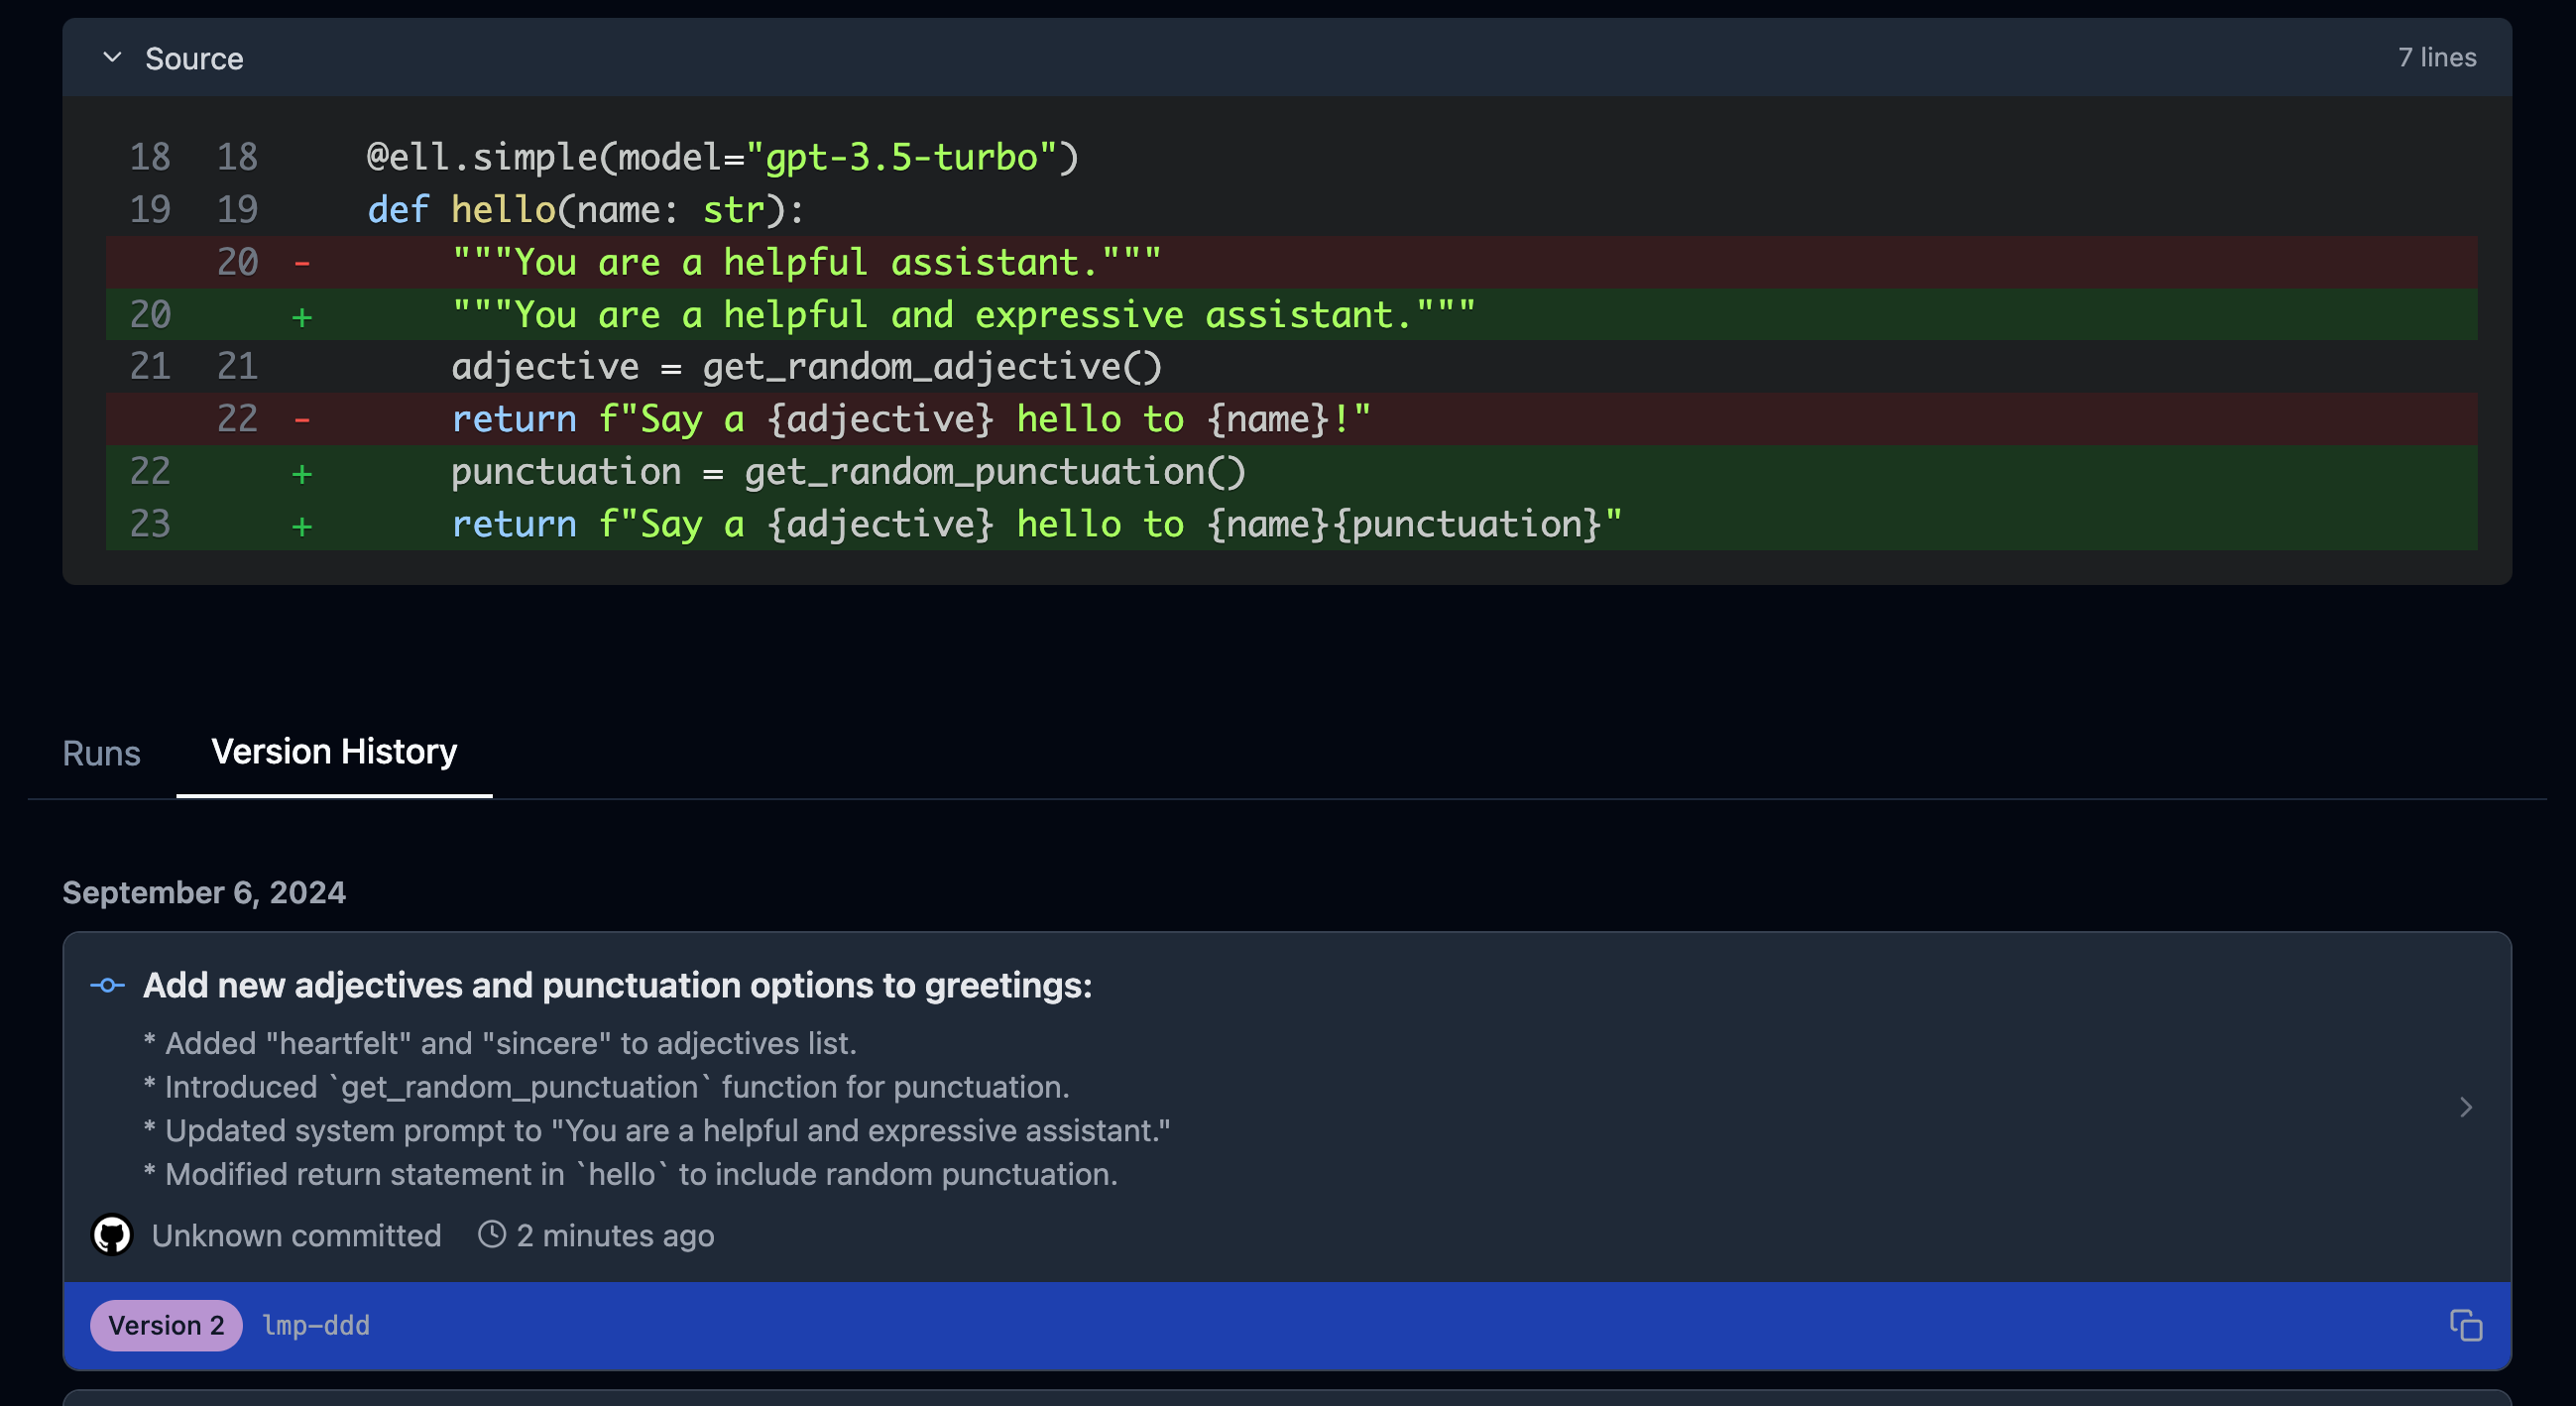 Source
7 lines
18 18 @ell.simple(model="gpt-3.5-turbo")
19 19 def hello(name: str):
20 - """You are a helpful assistant."""
20 + """You are a helpful and expressive assistant."""
21 21 adjective = get_random_adjective()
22 - return f"Say a {adjective} hello to {name}!"
22 + punctuation = get_random_punctuation()
23 + return f"Say a {adjective} hello to {name}{punctuation}"
Runs Version History
September 6, 2024
Add new adjectives and punctuation options to greetings:
* Added "heartfelt" and "sincere" to adjectives list.
* Introduced `get_random_punctuation` function for punctuation.
* Updated system prompt to "You are a helpful and expressive assistant."
* Modified return statement in `hello` to include random punctuation.
Unknown committed 2 minutes ago
Version 2 lmp-ddd